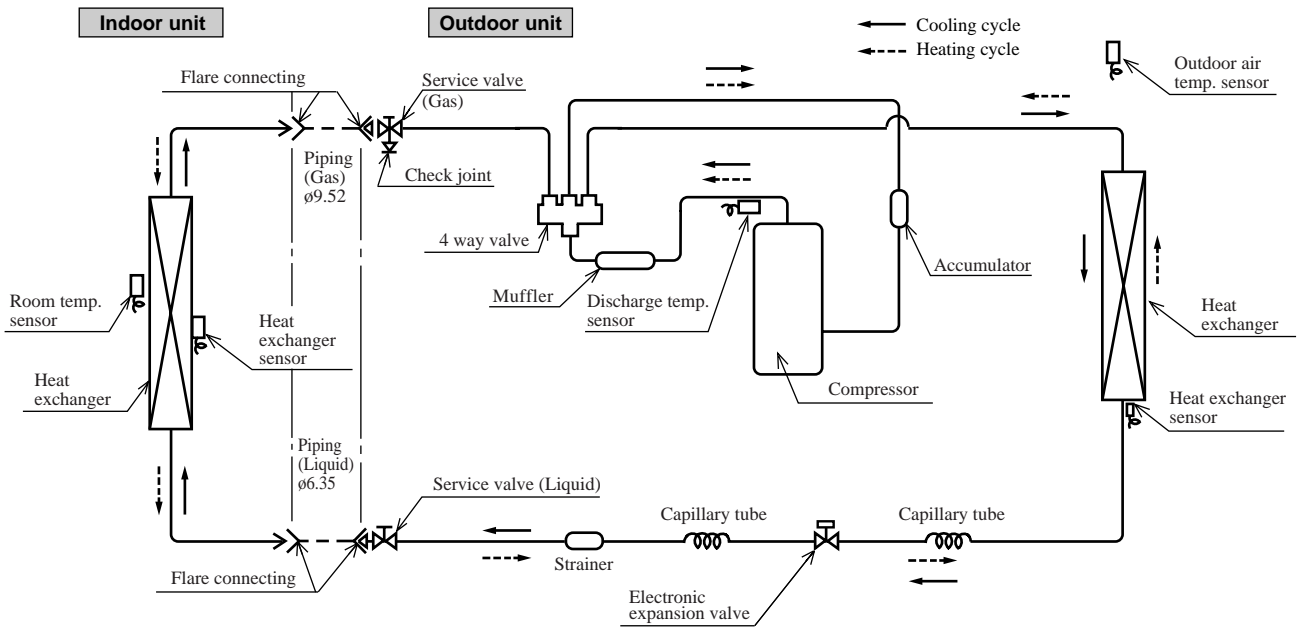 Indoor unit
Outdoor unit
Cooling cycle
Heating cycle
Outdoor air
temp. sensor
Flare connecting
Service valve
(Gas)
Piping
(Gas)
ø9.52
Check joint
4 way valve
Muffler
Discharge temp.
sensor
Accumulator
Room temp.
sensor
Heat
exchanger
sensor
Heat
exchanger
Heat
exchanger
Compressor
Heat exchanger
sensor
Piping
(Liquid)
ø6.35
Service valve (Liquid)
Capillary tube
Capillary tube
Strainer
Flare connecting
Electronic
expansion valve